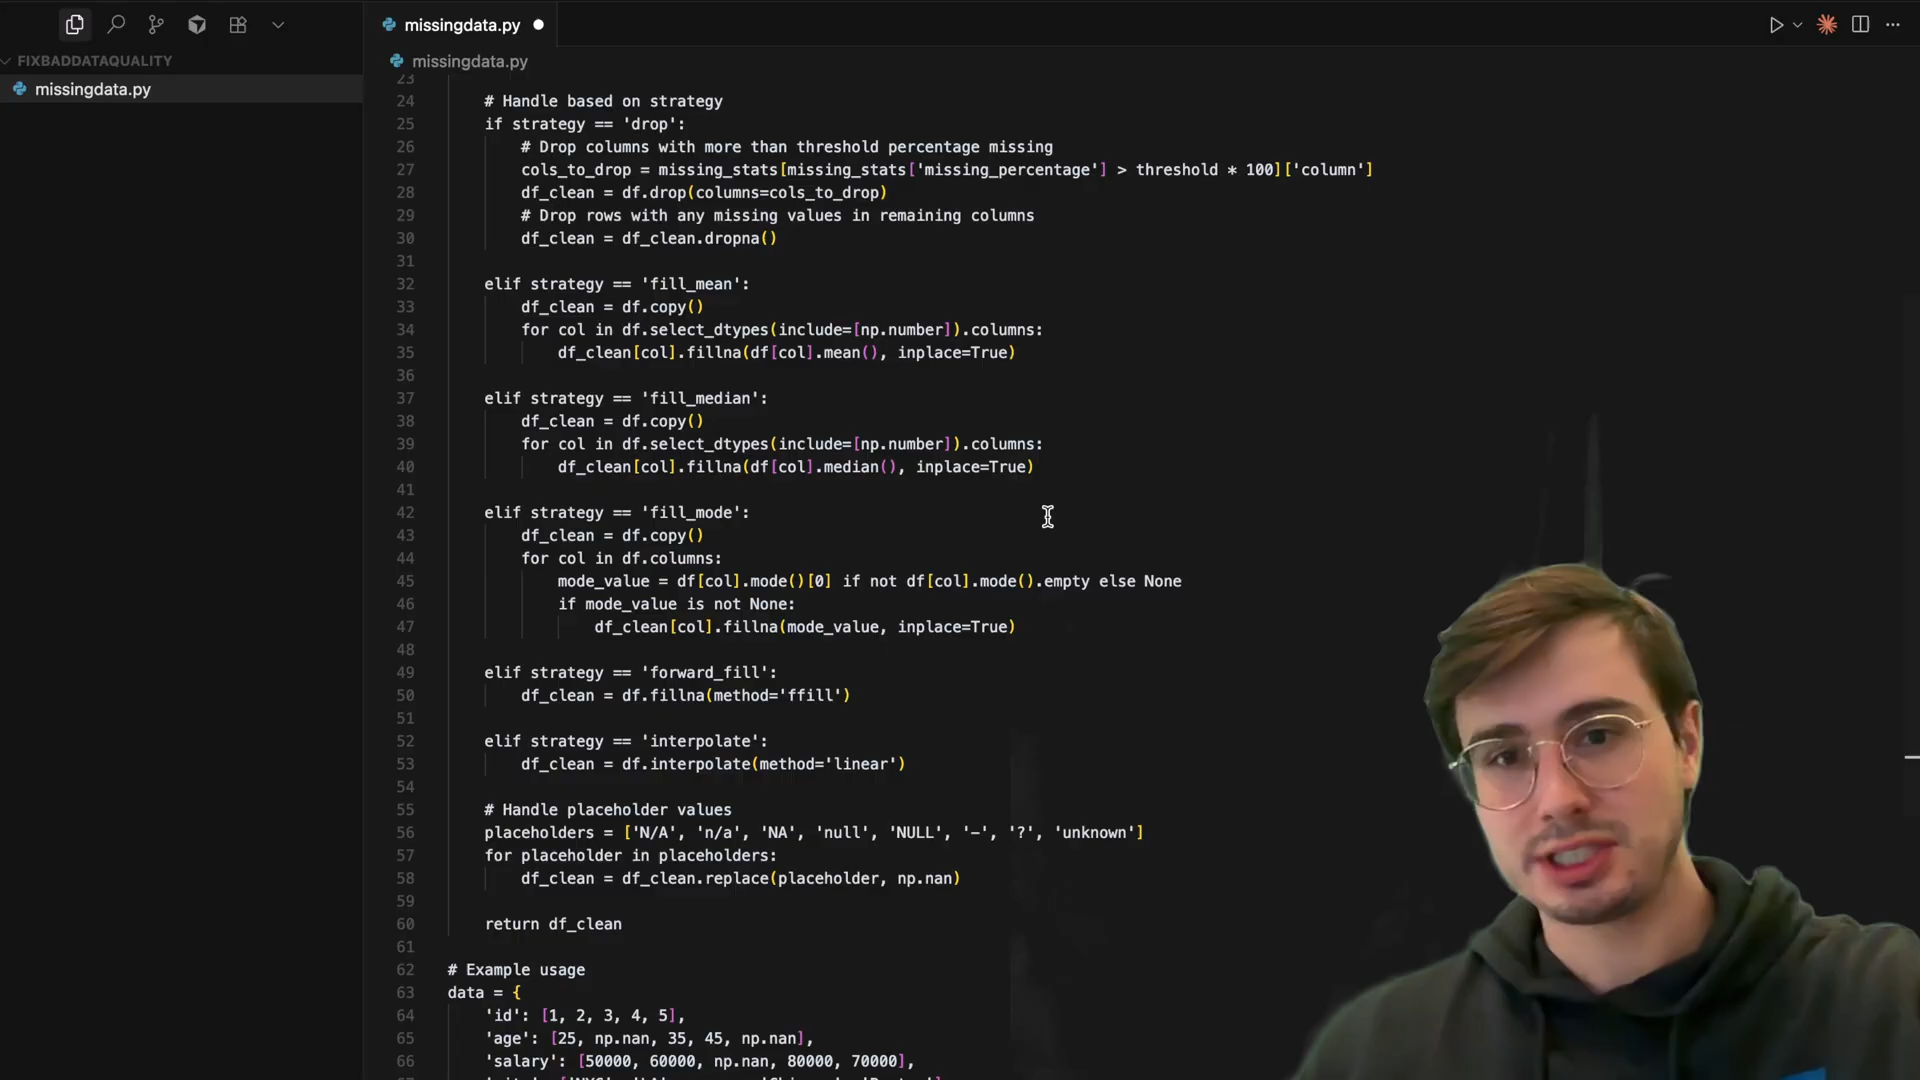 missingdata.py
FIXBADDATAQUALITY
missingdata.py
missingdata.py
23
24 # Handle based on strategy
25 if strategy == 'drop':
26 # Drop columns with more than threshold percentage missing
27 cols_to_drop = missing_stats[missing_stats['missing_percentage'] > threshold * 100]['column']
28 df_clean = df.drop(columns=cols_to_drop)
29 # Drop rows with any missing values in remaining columns
30 df_clean = df_clean.dropna()
31
32 elif strategy == 'fill_mean':
33 df_clean = df.copy()
34 for col in df.select_dtypes(include=[np.number]).columns:
35 df_clean[col].fillna(df[col].mean(), inplace=True)
36
37 elif strategy == 'fill_median':
38 df_clean = df.copy()
39 for col in df.select_dtypes(include=[np.number]).columns:
40 df_clean[col].fillna(df[col].median(), inplace=True)
41
42 elif strategy == 'fill_mode':
43 df_clean = df.copy()
44 for col in df.columns:
45 mode_value = df[col].mode()[0] if not df[col].mode().empty else None
46 if mode_value is not None:
47 df_clean[col].fillna(mode_value, inplace=True)
48
49 elif strategy == 'forward_fill':
50 df_clean = df.fillna(method='ffill')
51
52 elif strategy == 'interpolate':
53 df_clean = df.interpolate(method='linear')
54
55 # Handle placeholder values
56 placeholders = ['N/A', 'n/a', 'NA', 'null', 'NULL', '-', '?', 'unknown']
57 for placeholder in placeholders:
58 df_clean = df_clean.replace(placeholder, np.nan)
59
60 return df_clean
61
62 # Example usage
63 data = {
64 'id': [1, 2, 3, 4, 5],
65 'age': [25, np.nan, 35, 45, np.nan],
66 'salary': [50000, 60000, np.nan, 80000, 70000],